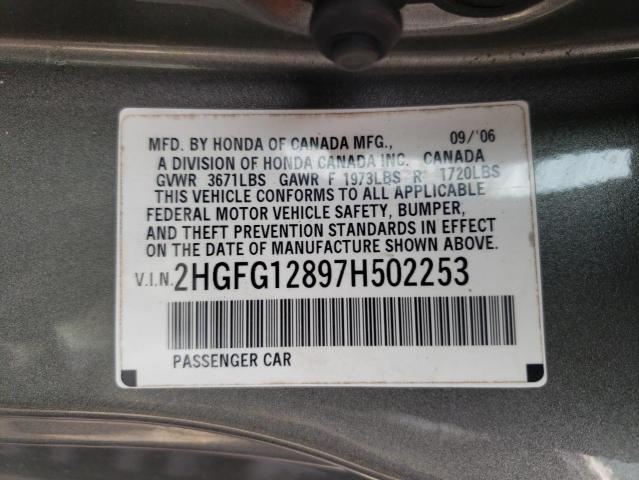 MFD. BY HONDA OF CANADA MFG., 09/'06
A DIVISION OF HONDA CANADA INC. CANADA
GVWR 3671LBS GAWR F 1973LBS R 1720LBS
THIS VEHICLE CONFORMS TO ALL APPLICABLE
FEDERAL MOTOR VEHICLE SAFETY, BUMPER,
AND THEFT PREVENTION STANDARDS IN EFFECT
ON THE DATE OF MANUFACTURE SHOWN ABOVE.
V.I.N. 2HGFG12897H502253
PASSENGER CAR